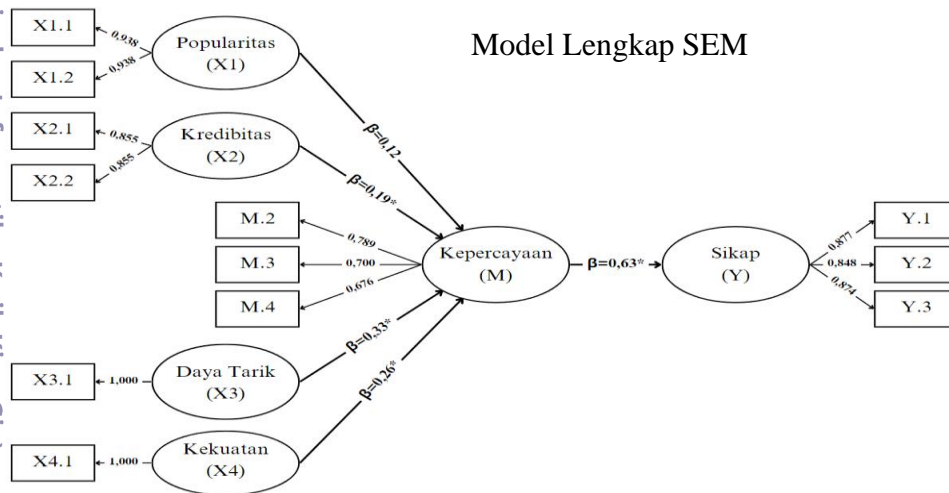 Model Lengkap SEM
X1.1
0,938
X1.2
0,938
Popularitas
(X1)
β=0,12
X2.1
0,855
X2.2
0,855
Kredibitas
(X2)
β=0,19*
M.2
0,789
M.3
0,700
M.4
0,676
Kepercayaan
(M)
β=0,63*
Sikap
(Y)
0,877
Y.1
0,848
Y.2
0,874
Y.3
β=0,33*
X3.1
1,000
Daya Tarik
(X3)
β=0,26*
X4.1
1,000
Kekuatan
(X4)